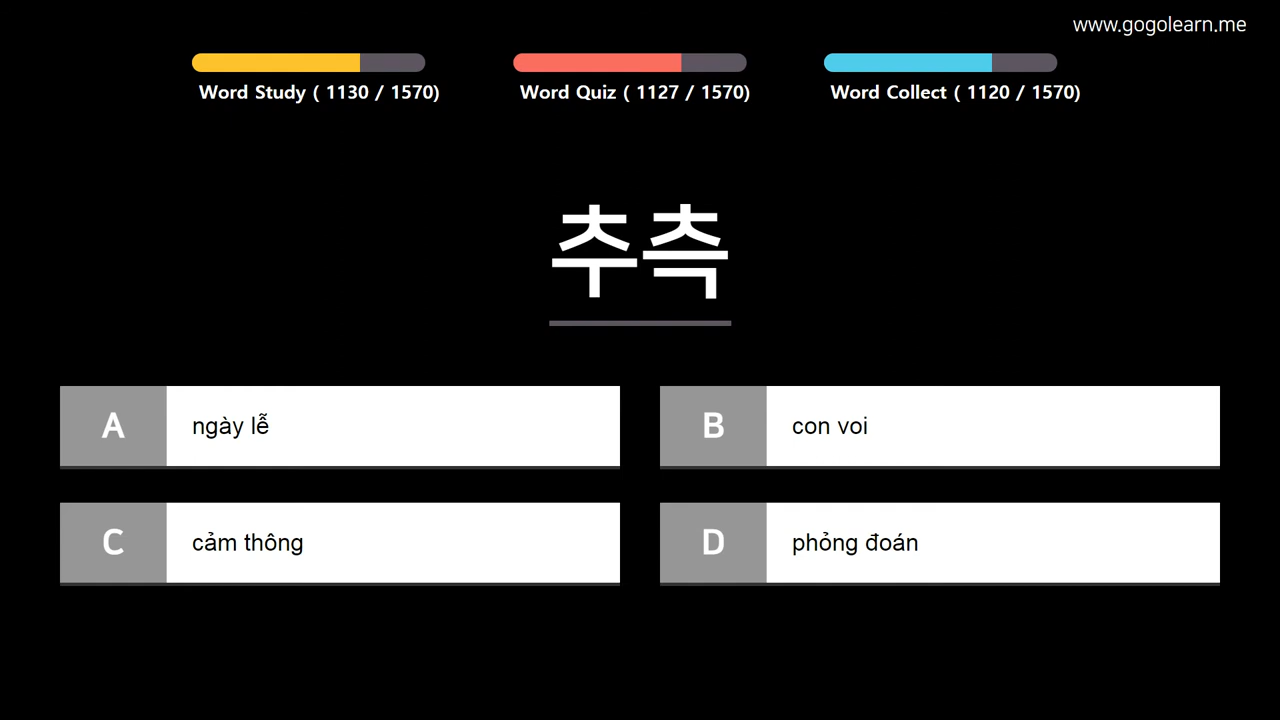 www.gogolearn.me
Word Study ( 1130 / 1570)
Word Quiz ( 1127 / 1570)
Word Collect ( 1120 / 1570)
추측
A ngày lễ
B con voi
C cảm thông
D phỏng đoán